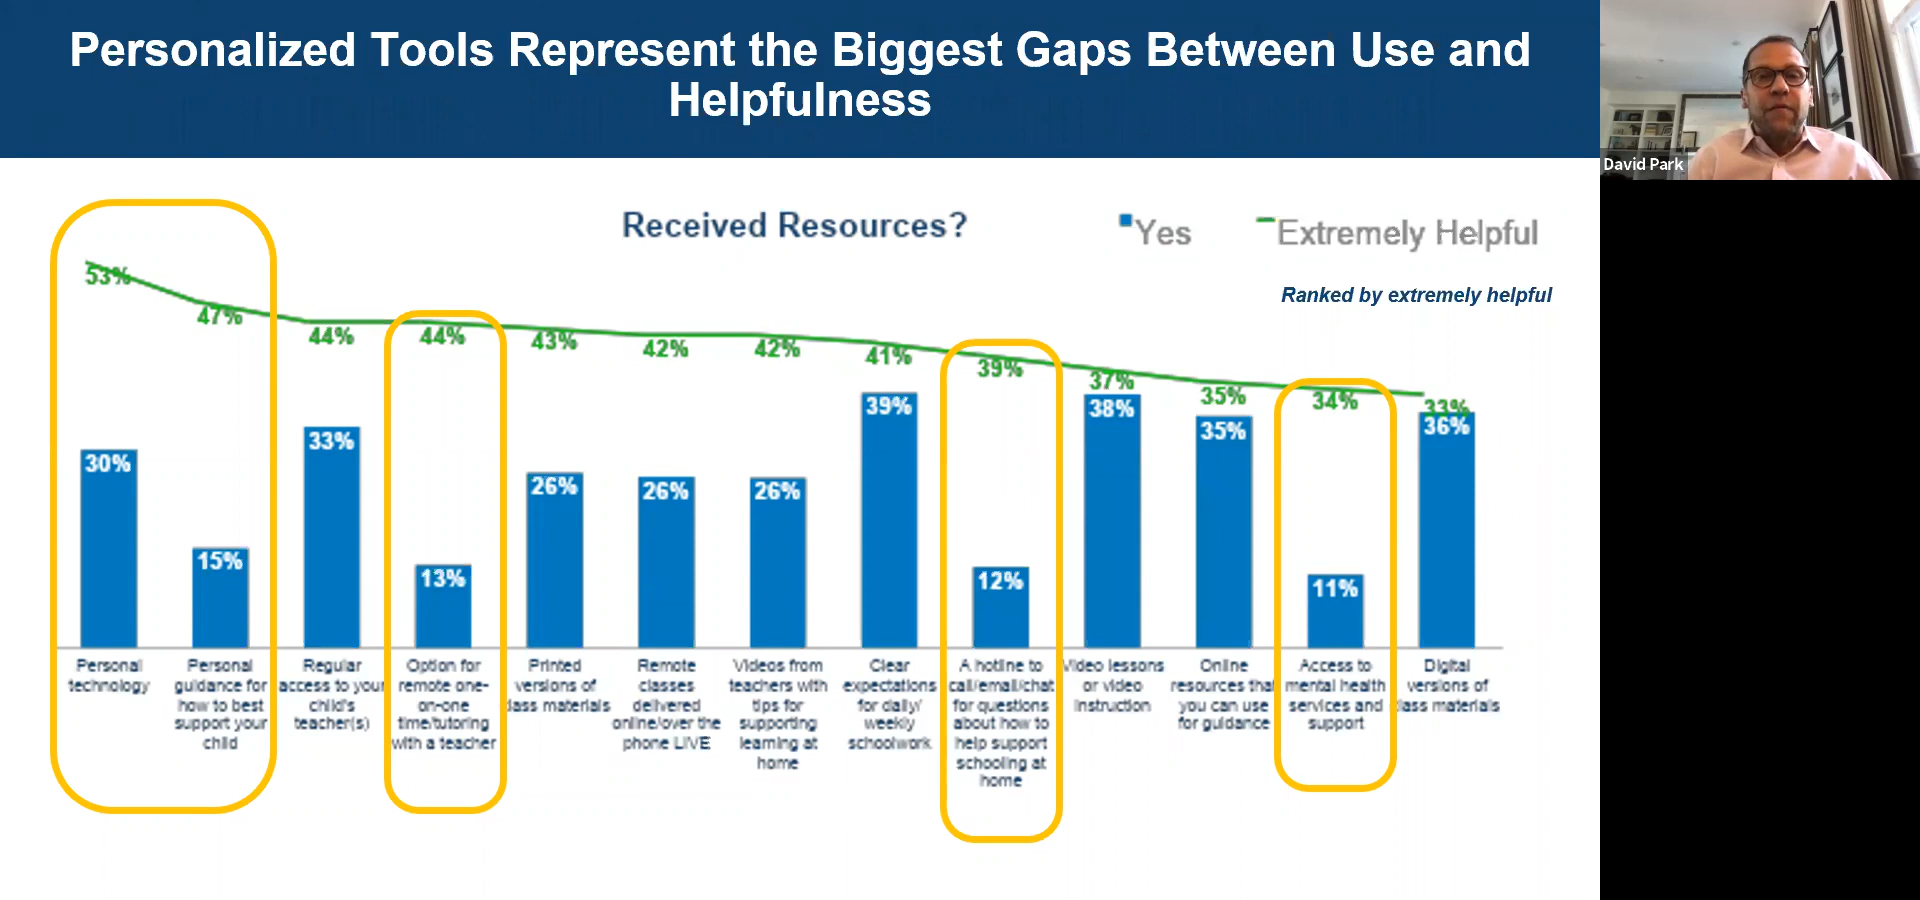 Personalized Tools Represent the Biggest Gaps Between Use and
Helpfulness
David Park
Received Resources?
Yes
Extremely Helpful
Ranked by extremely helpful
53%
47%
44%
44%
43%
42%
42%
41%
39%
37%
35%
34%
33%
30%
15%
33%
13%
26%
26%
26%
39%
12%
38%
35%
11%
36%
Personal
technology
Personal
guidance for
how to best
support your
child
Regular
access to your
child's
teacher(s)
Option for
remote one-
on-one
time/tutoring
with a teacher
Printed
versions of
class materials
Remote
classes
delivered
online/over the
phone LIVE
Videos from
teachers with
tips for
supporting
learning at
home
Clear
expectations
for daily/
weekly
schoolwork
A hotline to
call/email/chat
for questions
about how to
help support
schooling at
home
Video lessons
or video
instruction
Online
resources that
you can use
for guidance
Access to
mental health
services and
support
Digital
versions of
class materials